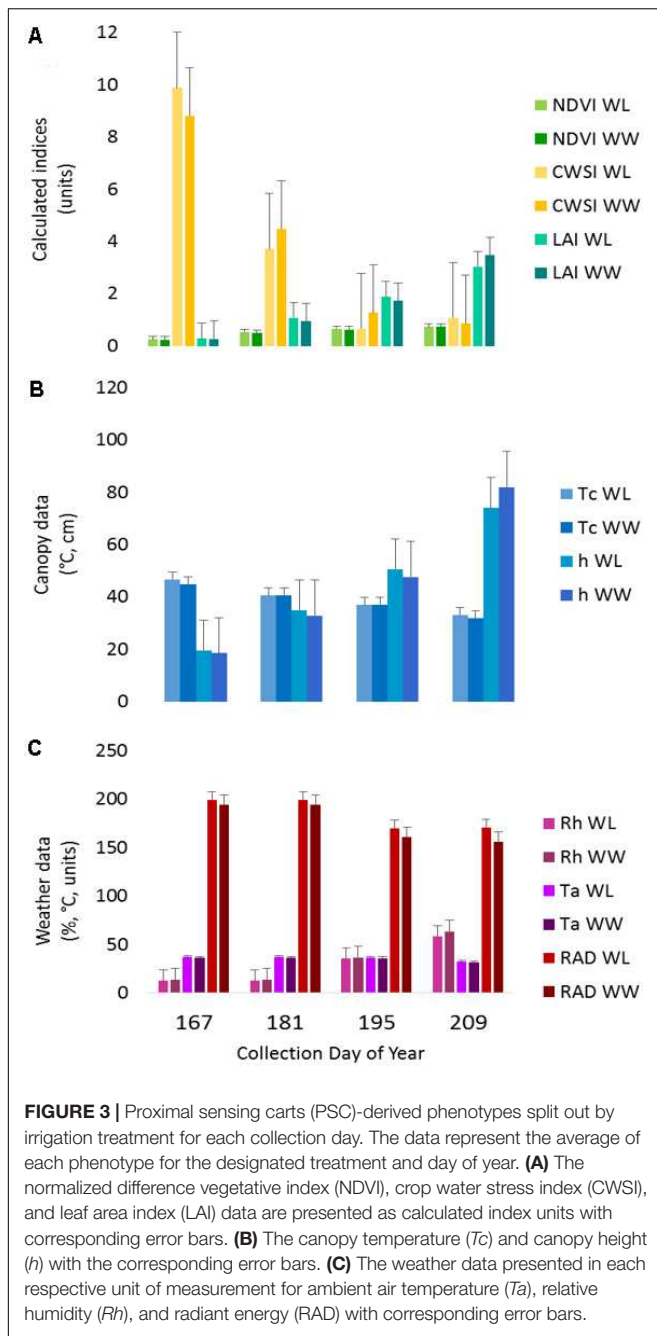 A
12
10
8
6
4
2
0
Calculated indices
(units)
NDVI WL
NDVI WW
CWSI WL
CWSI WW
LAI WL
LAI WW
B
120
100
80
60
40
20
0
Canopy data
(°C, cm)
Tc WL
Tc WW
h WL
h WW
C
250
200
150
100
50
0
Weather data
(%, °C, units)
Rh WL
Rh WW
Ta WL
Ta WW
RAD WL
RAD WW
167 181 195 209
Collection Day of Year
FIGURE 3 | Proximal sensing carts (PSC)-derived phenotypes split out by
irrigation treatment for each collection day. The data represent the average of
each phenotype for the designated treatment and day of year. (A) The
normalized difference vegetative index (NDVI), crop water stress index (CWSI),
and leaf area index (LAI) data are presented as calculated index units with
corresponding error bars. (B) The canopy temperature (Tc) and canopy height
(h) with the corresponding error bars. (C) The weather data presented in each
respective unit of measurement for ambient air temperature (Ta), relative
humidity (Rh), and radiant energy (RAD) with corresponding error bars.